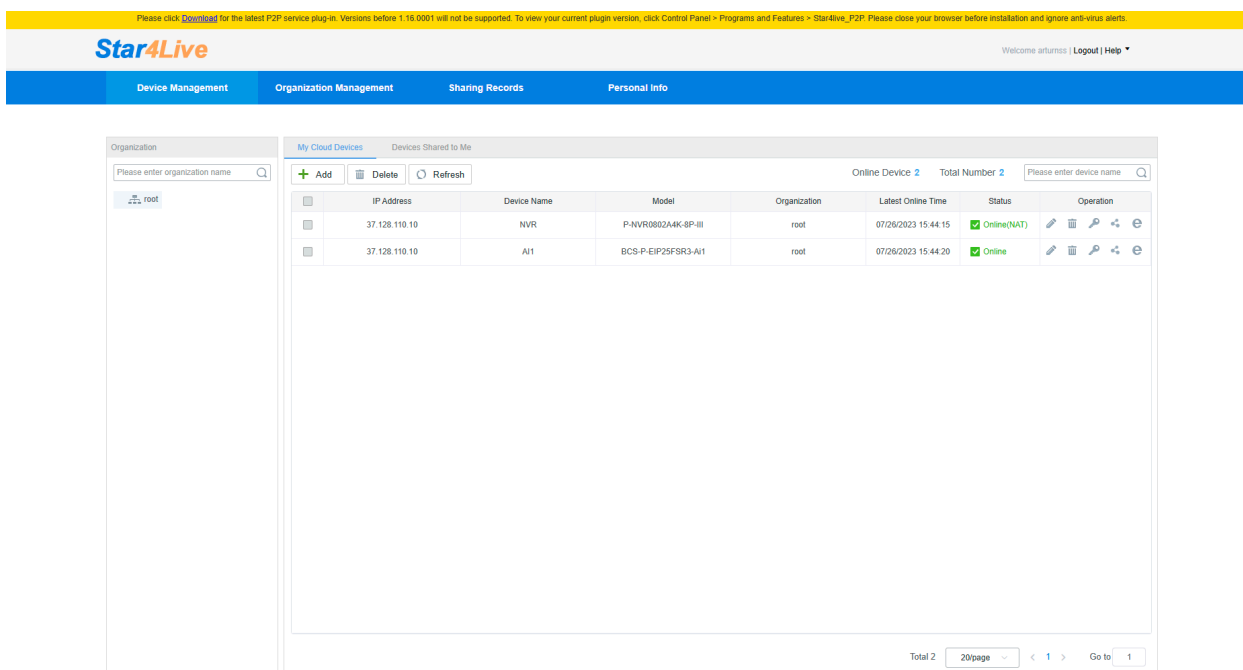 Please click Download for the latest P2P service plug-in. Versions before 1.16.0001 will not be supported. To view your current plugin version, click Control Panel > Programs and Features > Star4live_P2P. Please close your browser before installation and ignore anti-virus alerts.
Star4Live
Welcome arturnss | Logout | Help
Device Management Organization Management Sharing Records Personal Info
Organization
Please enter organization name
root
My Cloud Devices Devices Shared to Me
Add Delete Refresh Online Device 2 Total Number 2 Please enter device name
IP Address Device Name Model Organization Latest Online Time Status Operation
37.128.110.10 NVR P-NVR0802A4K-8P-III root 07/26/2023 15:44:15 Online(NAT)
37.128.110.10 AI1 BCS-P-EIP25FSR3-Ai1 root 07/26/2023 15:44:20 Online
Total 2 20/page < 1 > Go to 1